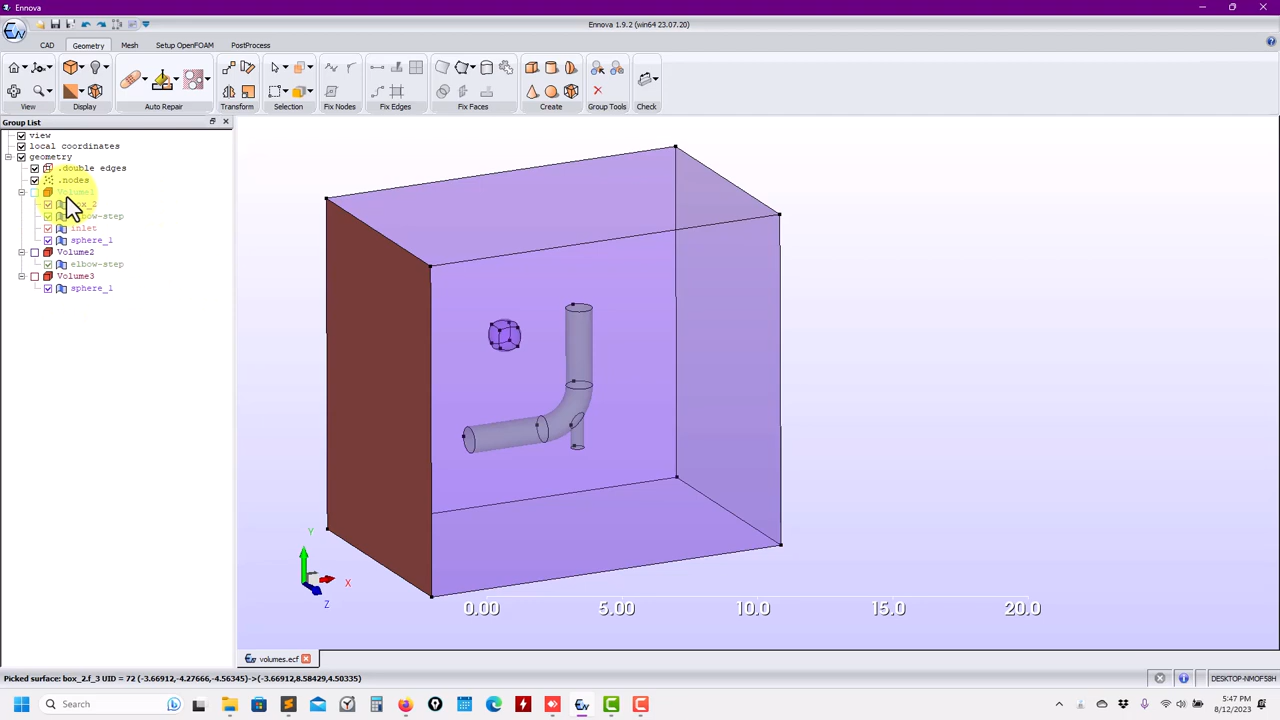 Ennova
Ennova 1.9.2 (win64 23.07.20)
CAD Geometry Mesh Setup OpenFOAM PostProcess
View Display Auto Repair Transform Selection Fix Nodes Fix Edges Fix Faces Create Group Tools Check
Group List
view
local coordinates
geometry
.double edges
.nodes
Volume1
inlet
sphere_1
Volume2
elbow-step
Volume3
sphere_1
Y
X
Z
0.00 5.00 10.0 15.0 20.0
volumes.ecf
Picked surface: box_2.f_3 UID = 72 (-3.66912,-4.27666,-4.56345)->(-3.66912,8.58429,4.50335)
DESKTOP-NMOF58H
Search
1:47 PM
8/12/2023